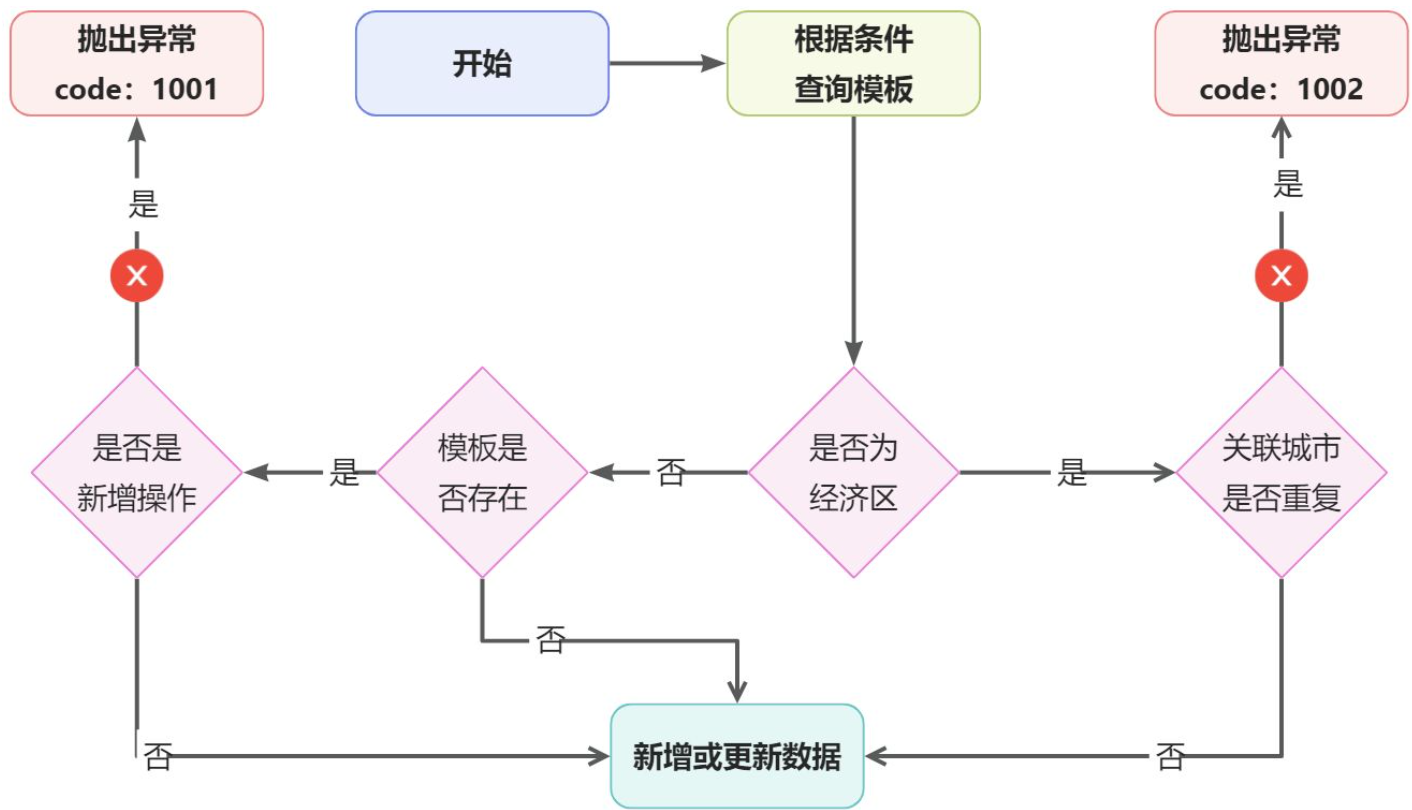 抛出异常
code：1001
开始
根据条件
查询模板
抛出异常
code：1002
是
是
X
X
是否是
新增操作
是
模板是
否存在
否
是否为
经济区
是
关联城市
是否重复
否
否
新增或更新数据
否